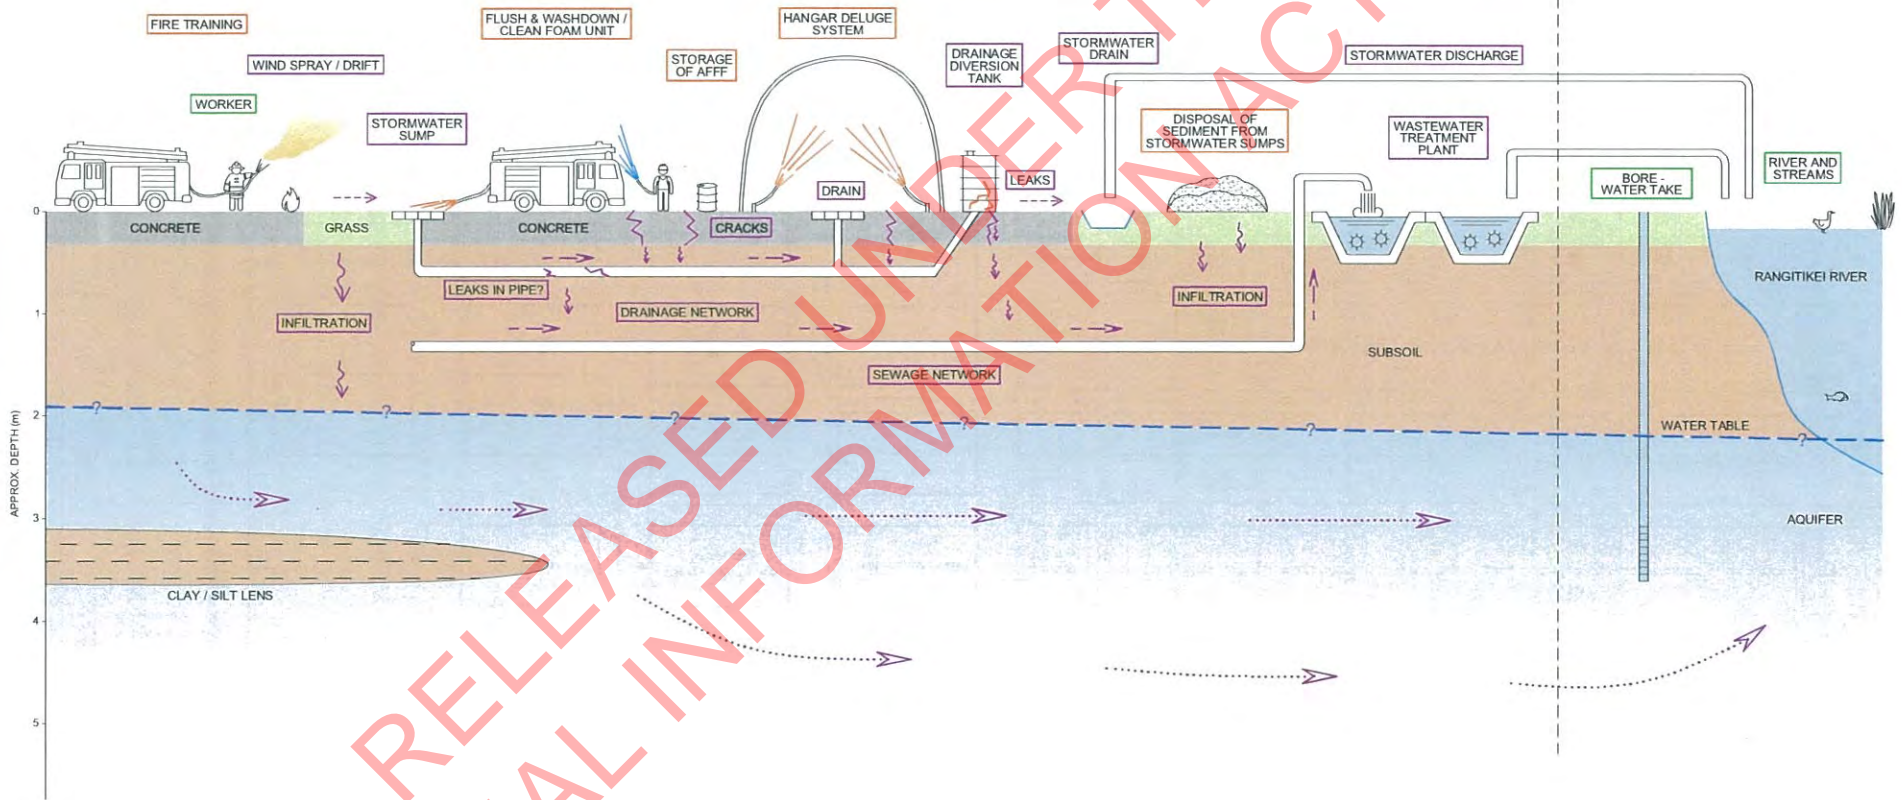 FIRE TRAINING
FLUSH & WASHDOWN /
CLEAN FOAM UNIT
HANGAR DELUGE
SYSTEM
WIND SPRAY / DRIFT
STORAGE
OF AFFF
DRAINAGE
DIVERSION
TANK
STORMWATER
DRAIN
STORMWATER DISCHARGE
WORKER
STORMWATER
SUMP
DISPOSAL OF
SEDIMENT FROM
STORMWATER SUMPS
WASTEWATER
TREATMENT
PLANT
DRAIN
LEAKS
BORE -
WATER TAKE
RIVER AND
STREAMS
0
CONCRETE
GRASS
CONCRETE
CRACKS
LEAKS IN PIPE?
DRAINAGE NETWORK
INFILTRATION
INFILTRATION
RANGITIKEI RIVER
1
SUBSOIL
SEWAGE NETWORK
2
?
?
?
?
?
WATER TABLE
?
APPROX. DEPTH (m)
3
AQUIFER
CLAY / SILT LENS
4
5
RELEASED UNDER T
AL INFORMATION ACT